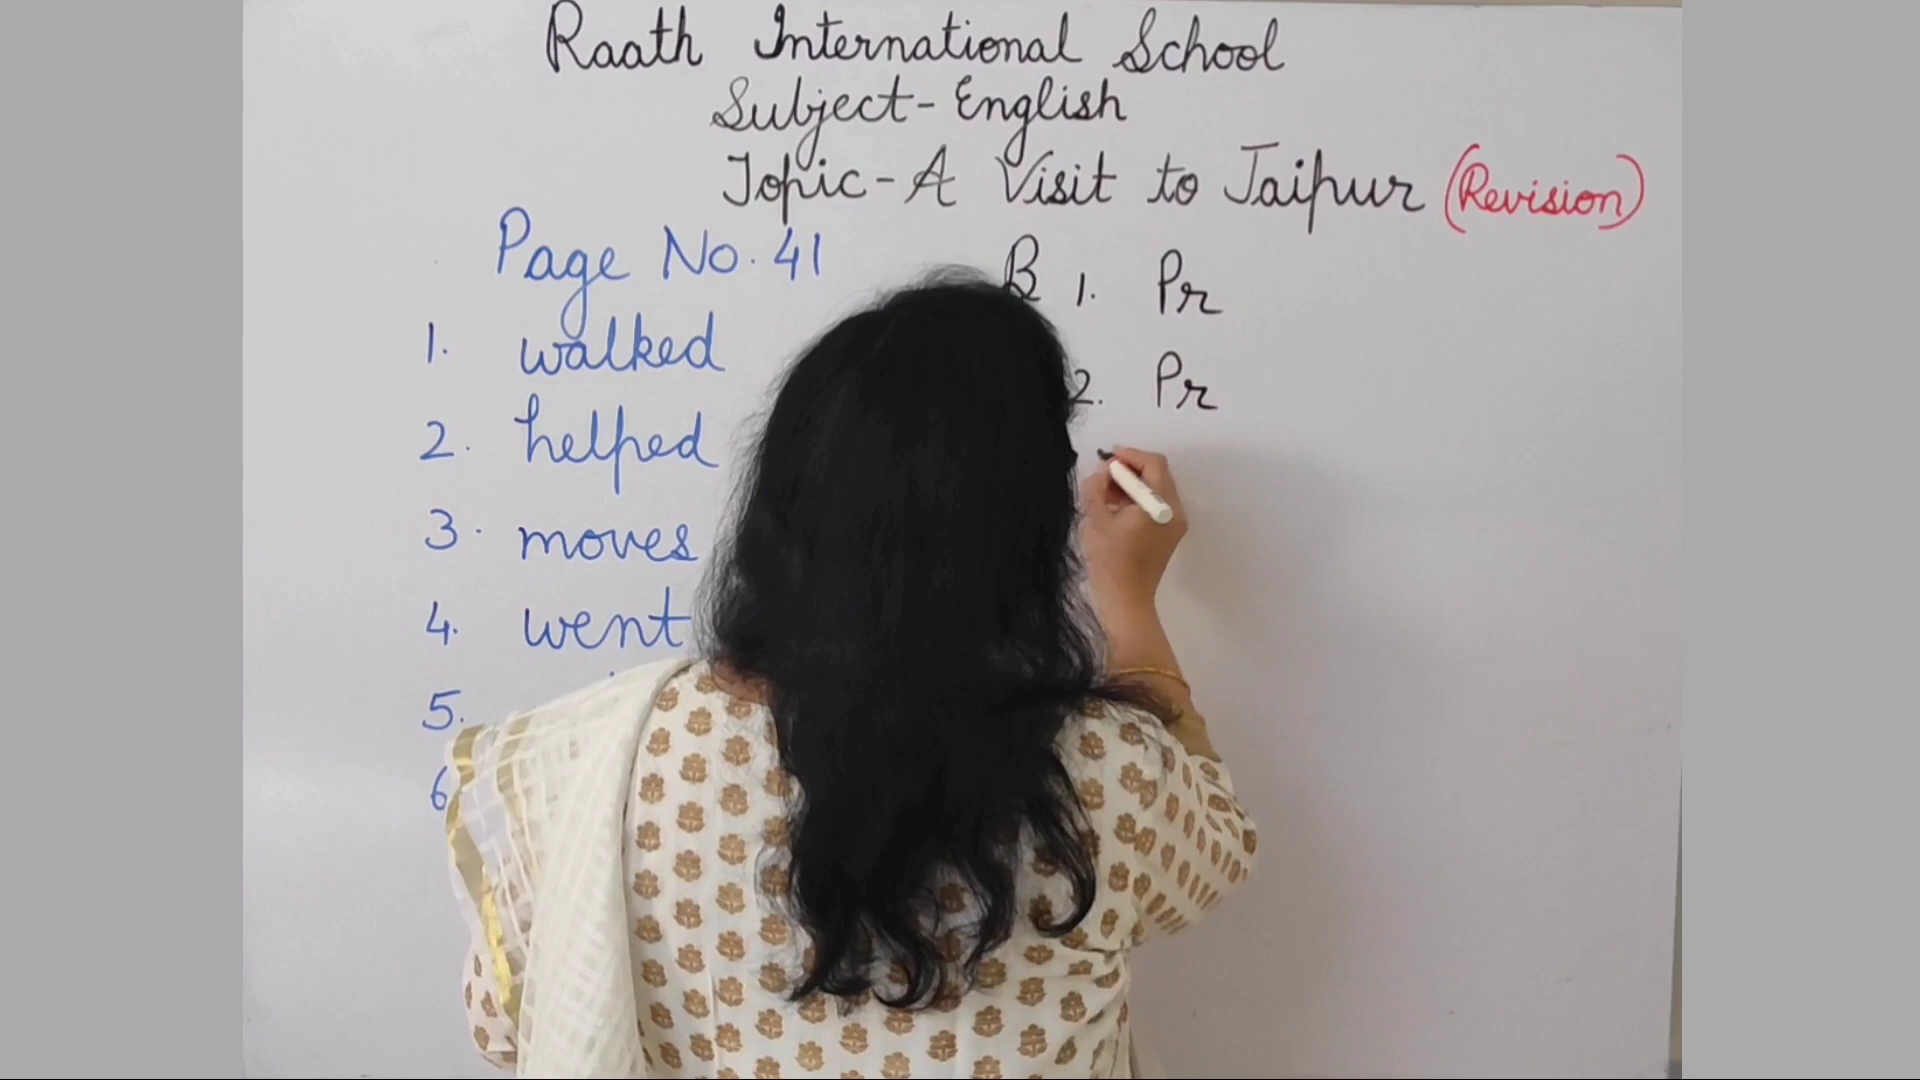 Raath International School
Subject- English
Topic- A Visit to Jaipur (Revision)
Page No. 41
1. walked
2. helped
3. moves
4. went
5.
6
B 1. Pr
2. Pr